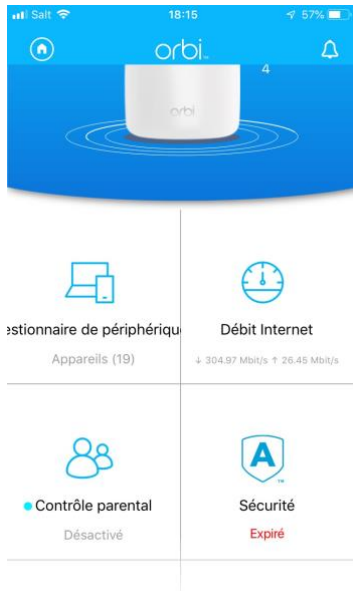 Salt 18:15 57%
orbi
4
orbi
estionnaire de périphérique
Appareils (19)
Débit Internet
↓ 304.97 Mbit/s ↑ 26.45 Mbit/s
Contrôle parental
Désactivé
A
Sécurité
Expiré